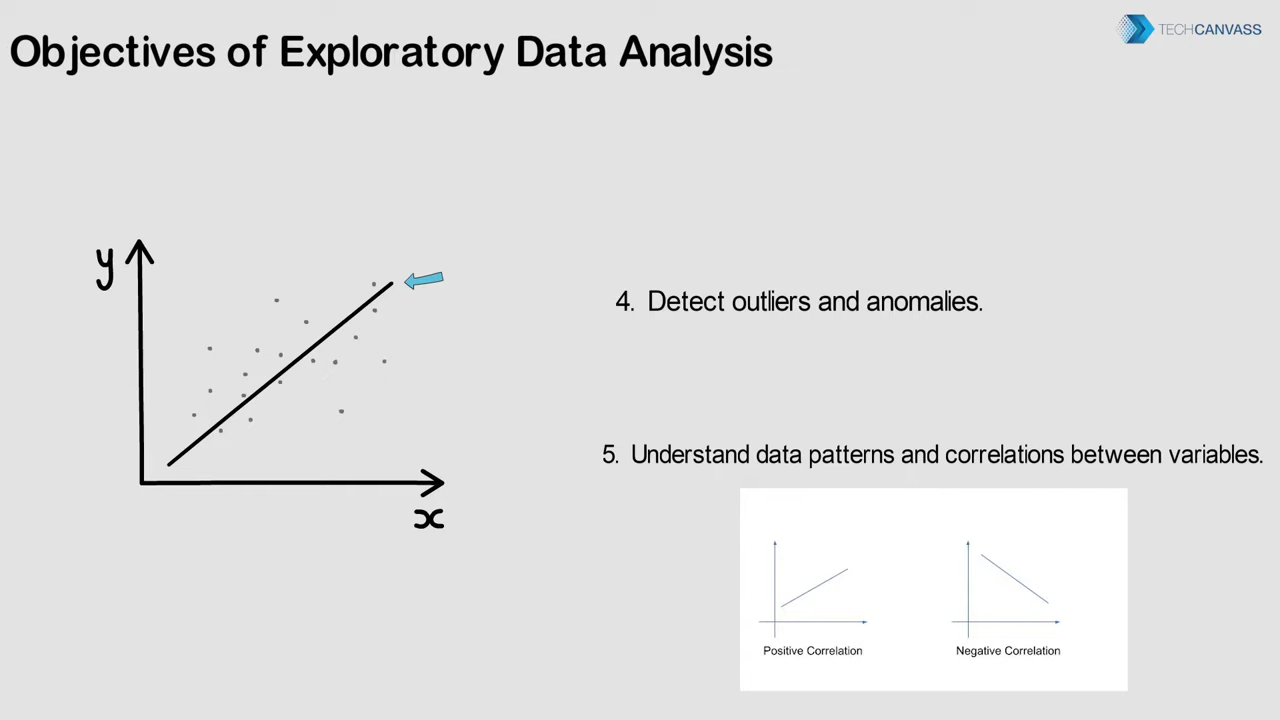 Objectives of Exploratory Data Analysis
TECHCANVASS
y
x
4. Detect outliers and anomalies.
5. Understand data patterns and correlations between variables.
Positive Correlation
Negative Correlation